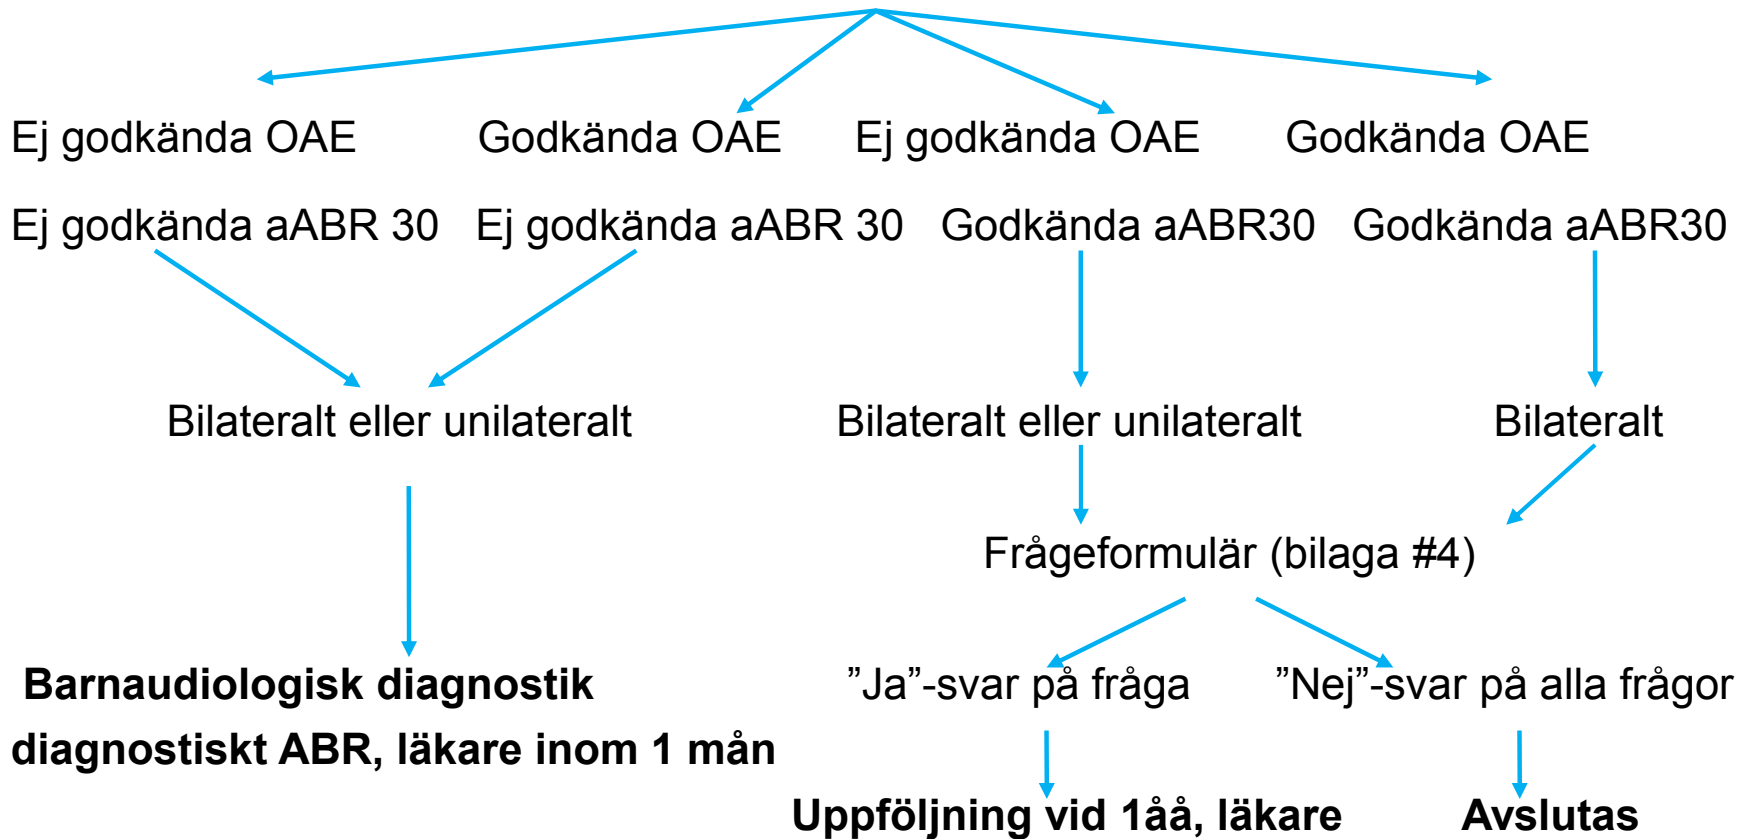 Ej godkända OAE Godkända OAE Ej godkända OAE Godkända OAE
Ej godkända aABR 30 Ej godkända aABR 30 Godkända aABR30 Godkända aABR30
Bilateralt eller unilateralt Bilateralt eller unilateralt Bilateralt
Frågeformulär (bilaga #4)
Barnaudiologisk diagnostik ”Ja”-svar på fråga ”Nej”-svar på alla frågor
diagnostiskt ABR, läkare inom 1 mån
Uppföljning vid 1åå, läkare Avslutas